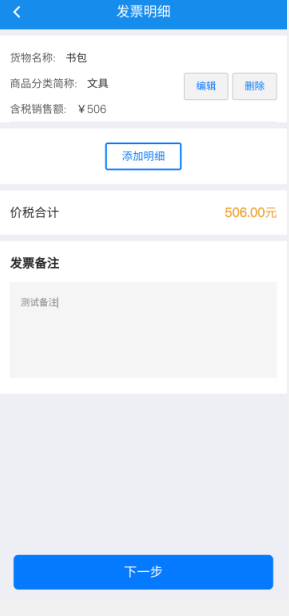 发票明细
货物名称: 书包
商品分类简称: 文具
编辑 删除
含税销售额: ￥506
添加明细
价税合计 506.00元
发票备注
测试备注
下一步